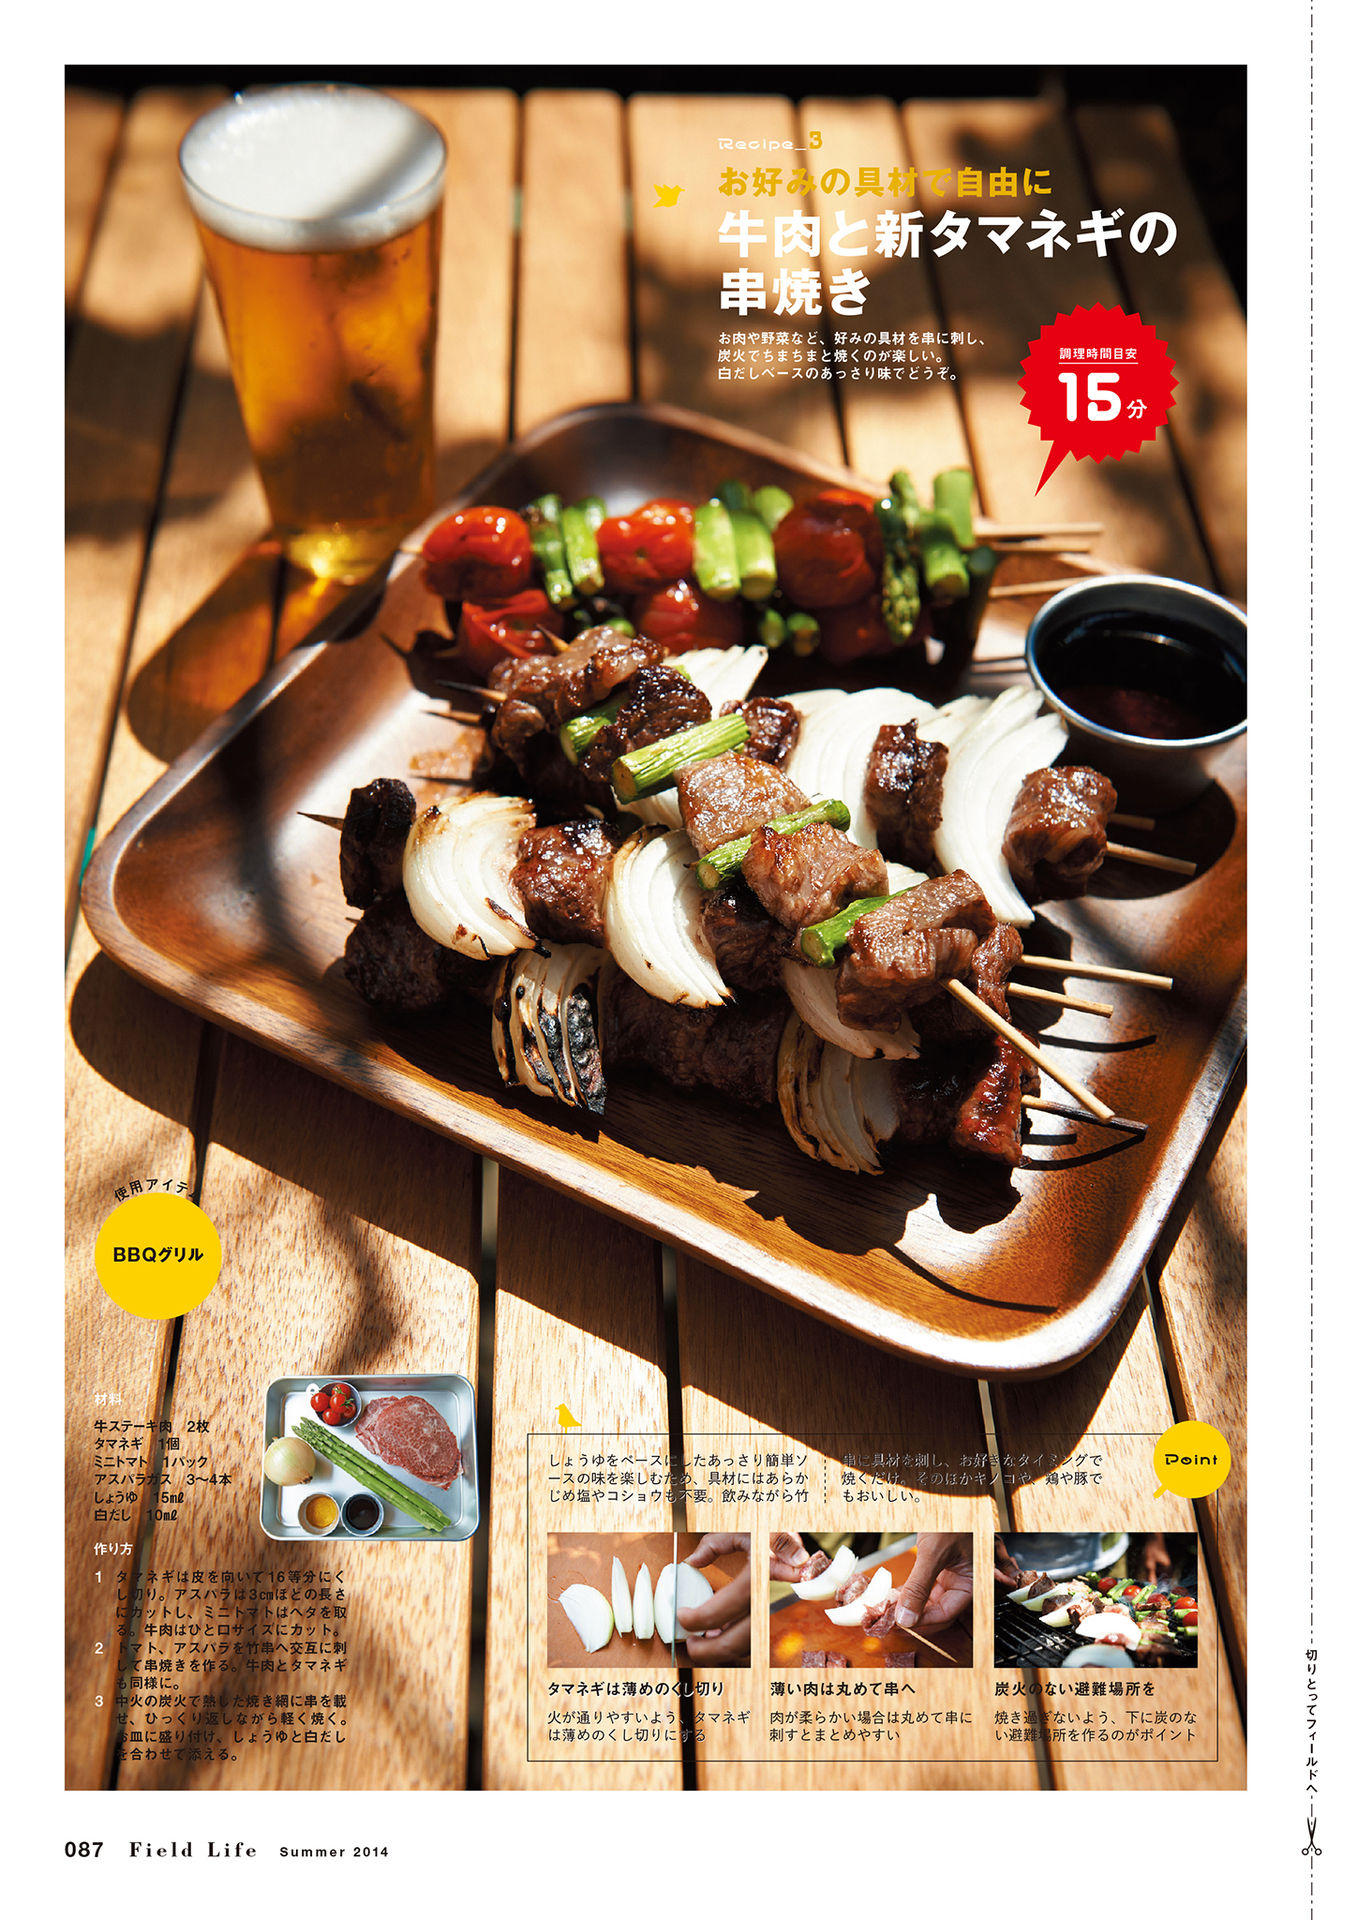 Recipe_3
お好みの具材で自由に
牛肉と新タマネギの
串焼き
お肉や野菜など、好みの具材を串に刺し、
炭火でちまちまと焼くのが楽しい。
白だしベースのあっさり味でどうぞ。
調理時間目安
15分
使用アイテ
BBQグリル
材料
牛ステーキ肉　2枚
タマネギ　1個
ミニトマト　1パック
アスパラガス　3〜4本
しょうゆ　15㎖
白だし　10㎖
作り方
1 タマネギは皮を向いて16等分にく
し切り。アスパラは3㎝ほどの長さ
にカットし、ミニトマトはヘタを取
る。牛肉はひと口サイズにカット。
2 トマト、アスパラを竹串へ交互に刺
して串焼きを作る。牛肉とタマネギ
も同様に。
3 中火の炭火で熱した焼き網に串を載
せ、ひっくり返しながら軽く焼く。
お皿に盛り付け、しょうゆと白だし
を合わせて添える。
Point
しょうゆをベースにしたあっさり簡単ソ
ースの味を楽しむため、具材にはあらか
じめ塩やコショウも不要。飲みながら竹
串に具材を刺し、お好きなタイミングで
焼くだけ。そのほかキノコや、鶏や豚で
もおいしい。
タマネギは薄めのくし切り
火が通りやすいよう、タマネギ
は薄めのくし切りにする
薄い肉は丸めて串へ
肉が柔らかい場合は丸めて串に
刺すとまとめやすい
炭火のない避難場所を
焼き過ぎないよう、下に炭のな
い避難場所を作るのがポイント
切りとってフィールドへ
087 Field Life Summer 2014